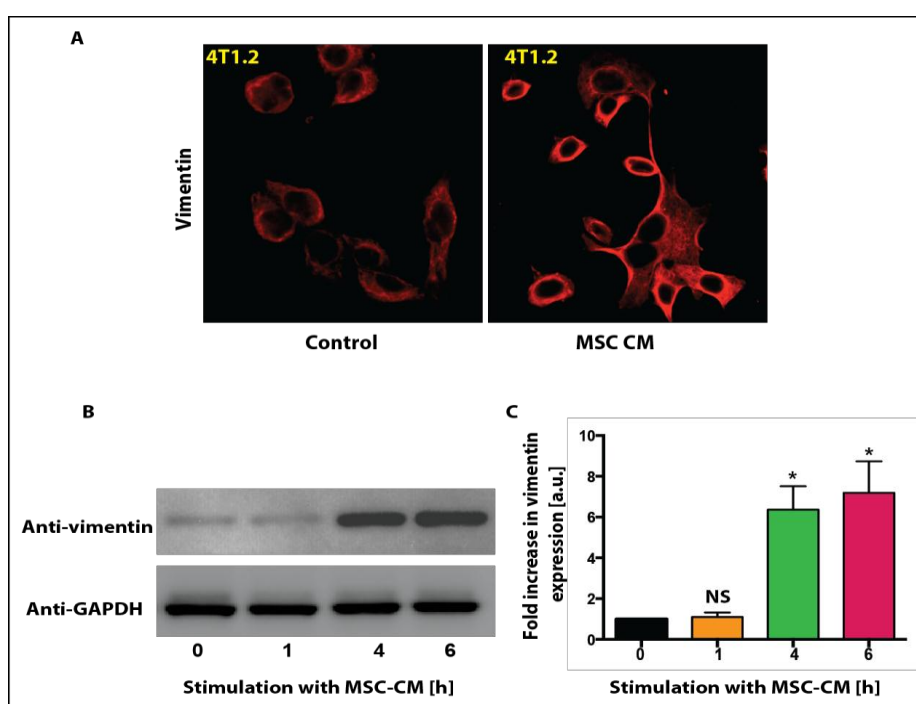 A
4T1.2
4T1.2
Vimentin
Control
MSC CM
B
Anti-vimentin
Anti-GAPDH
0 1 4 6
Stimulation with MSC-CM [h]
C
Fold increase in vimentin
expression [a.u.]
10
8
6
4
2
0
NS
*
*
0 1 4 6
Stimulation with MSC-CM [h]